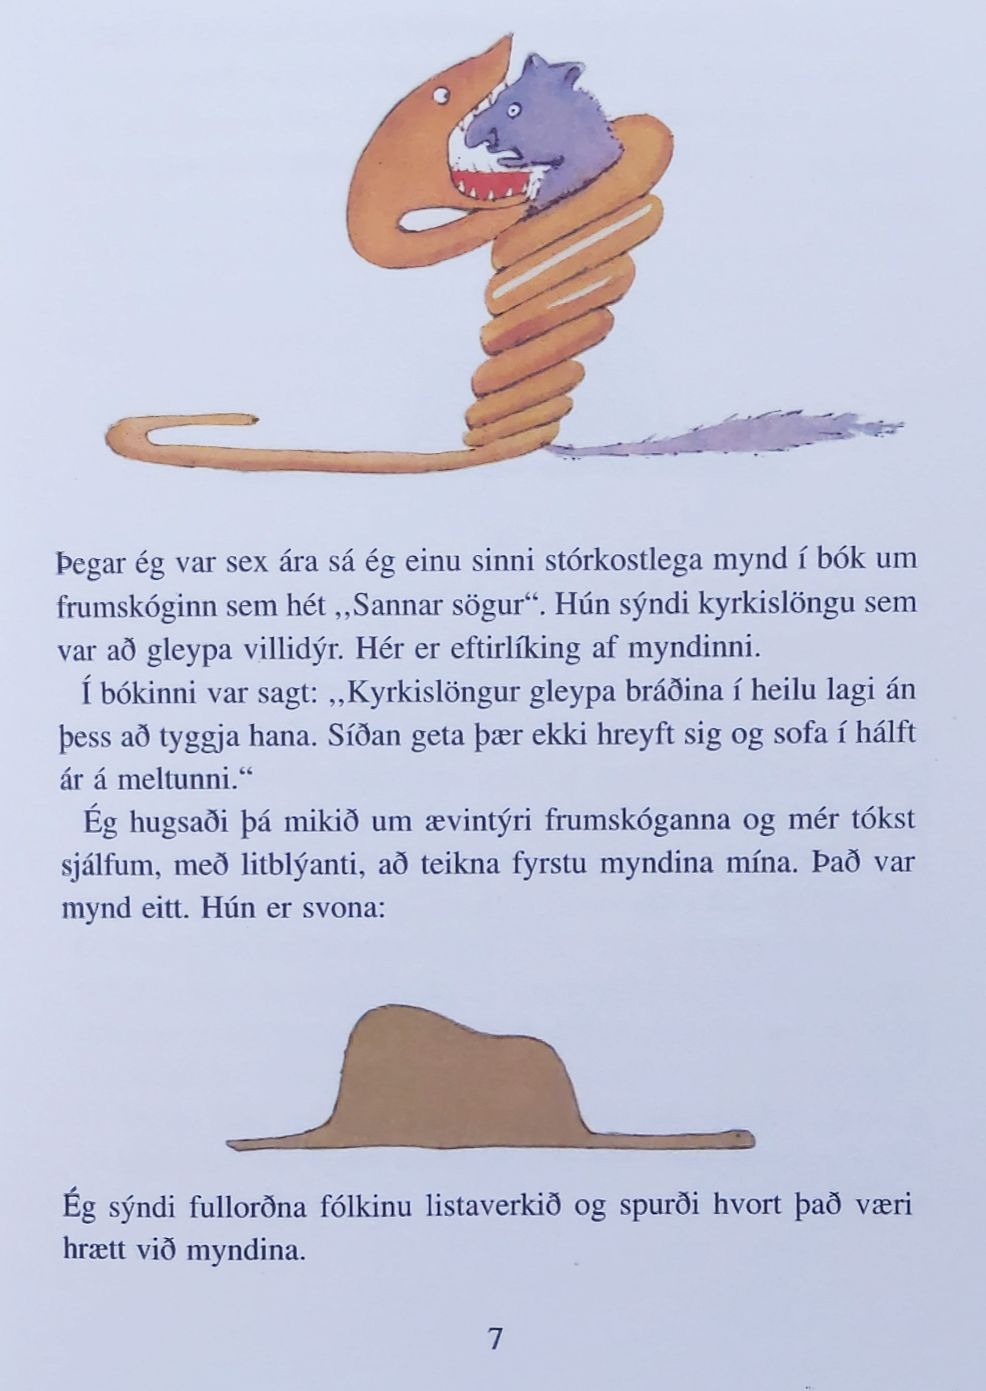 Þegar ég var sex ára sá ég einu sinni stórkostlega mynd í bók um
frumskóginn sem hét ,,Sannar sögur“. Hún sýndi kyrkislöngu sem
var að gleypa villidýr. Hér er eftirlíking af myndinni.
Í bókinni var sagt: ,,Kyrkislöngur gleypa bráðina í heilu lagi án
þess að tyggja hana. Síðan geta þær ekki hreyft sig og sofa í hálft
ár á meltunni.“
Ég hugsaði þá mikið um ævintýri frumskóganna og mér tókst
sjálfum, með litblýanti, að teikna fyrstu myndina mína. Það var
mynd eitt. Hún er svona:
Ég sýndi fullorðna fólkinu listaverkið og spurði hvort það væri
hrætt við myndina.
7